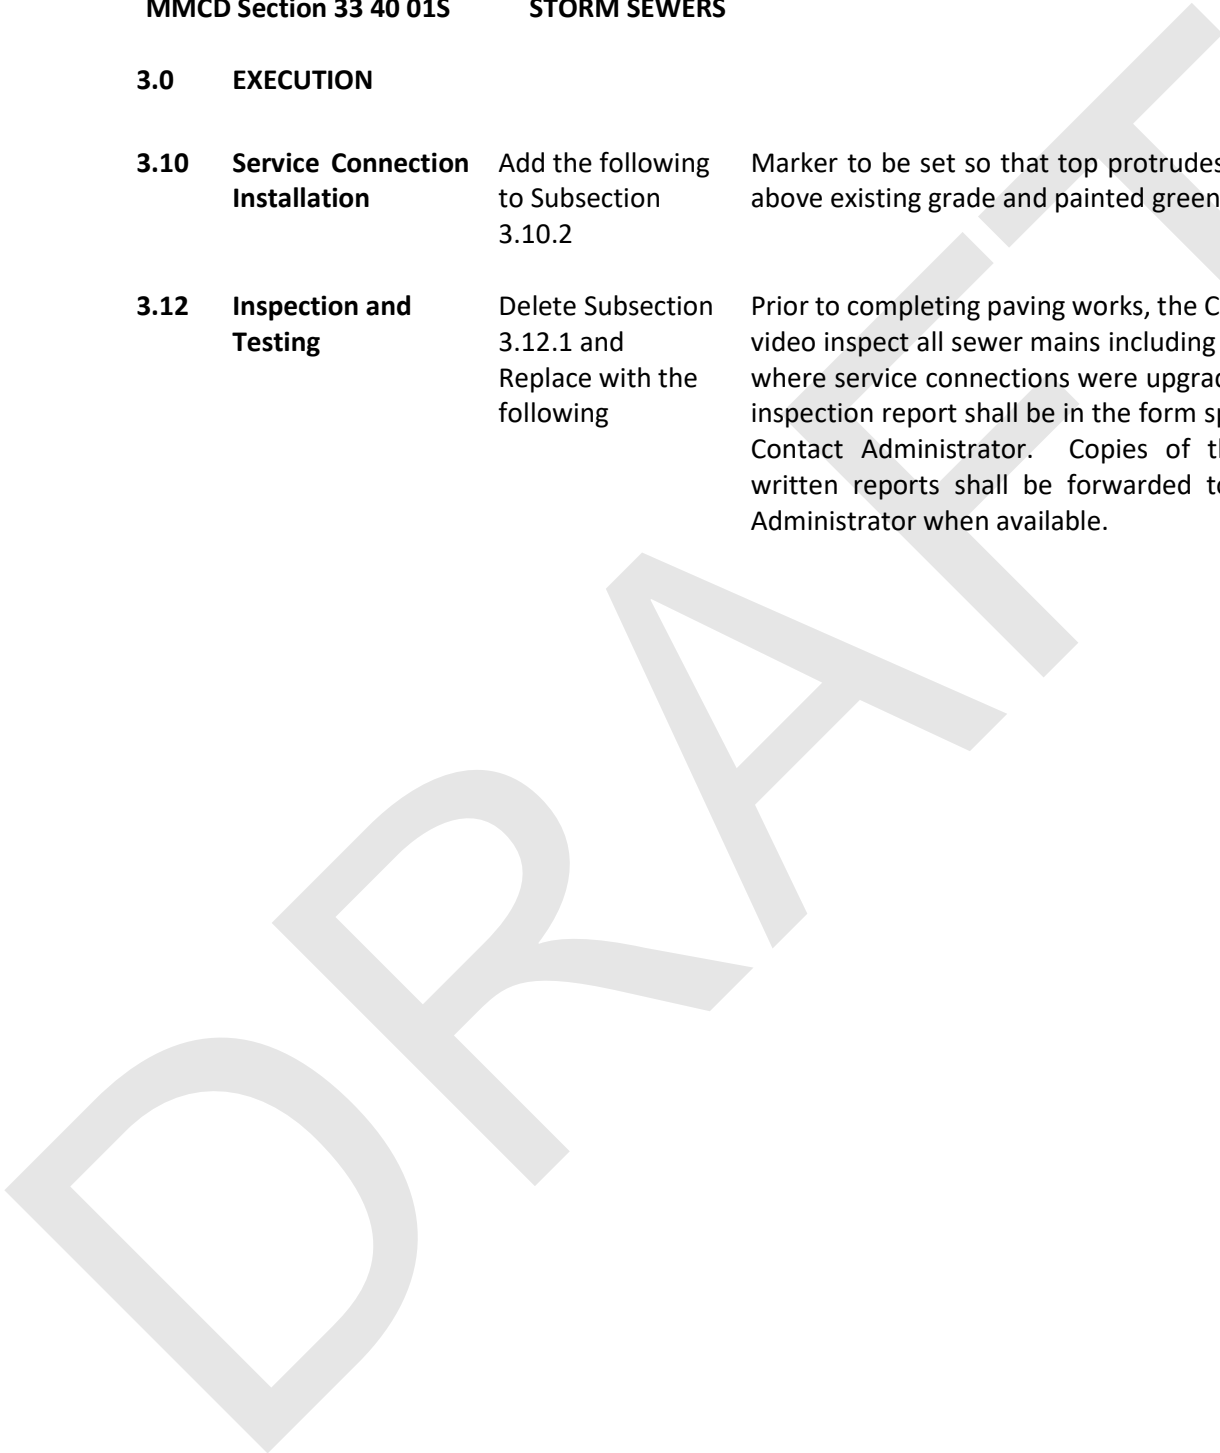 MMCD Section 33 40 01S STORM SEWERS
3.0 EXECUTION
3.10 Service Connection Installation
Add the following to Subsection 3.10.2
Marker to be set so that top protrudes
above existing grade and painted green
3.12 Inspection and Testing
Delete Subsection 3.12.1 and Replace with the following
Prior to completing paving works, the
video inspect all sewer mains including
where service connections were
inspection report shall be in the form
Contact Administrator. Copies of
written reports shall be forwarded
Administrator when available.
DRAFT